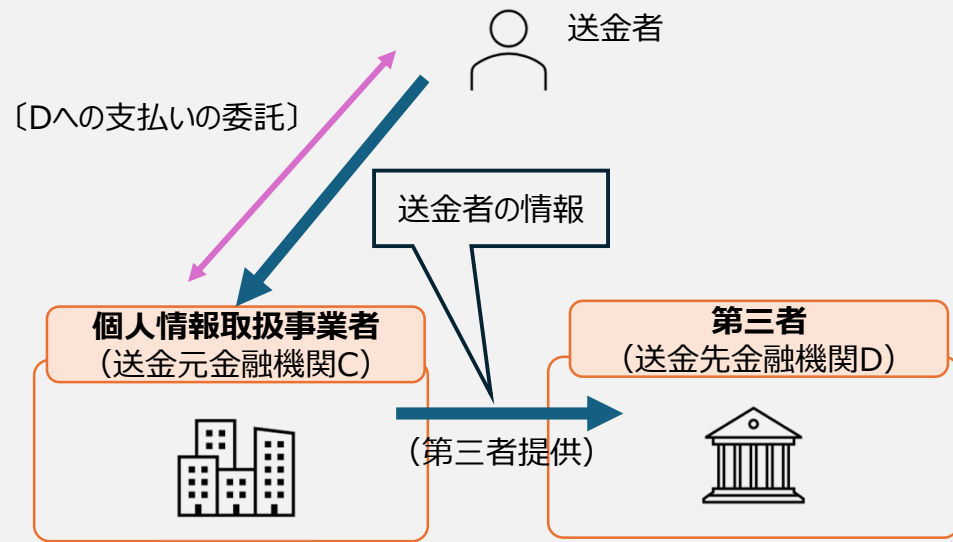 送金者
〔Dへの支払いの委託〕
送金者の情報
個人情報取扱事業者
（送金元金融機関C）
第三者
（送金先金融機関D）
（第三者提供）